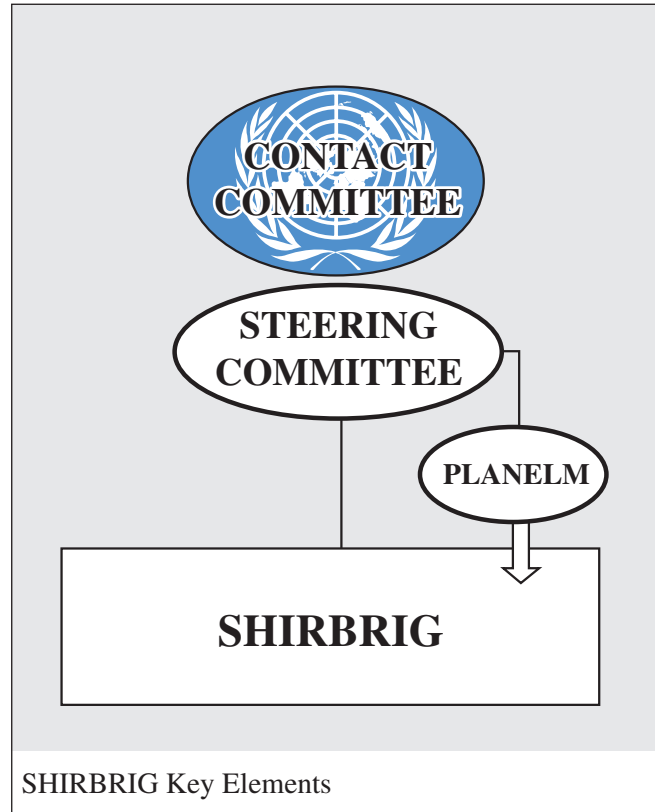 CONTACT
COMMITTEE
STEERING
COMMITTEE
PLANELM
SHIRBRIG
SHIRBRIG Key Elements